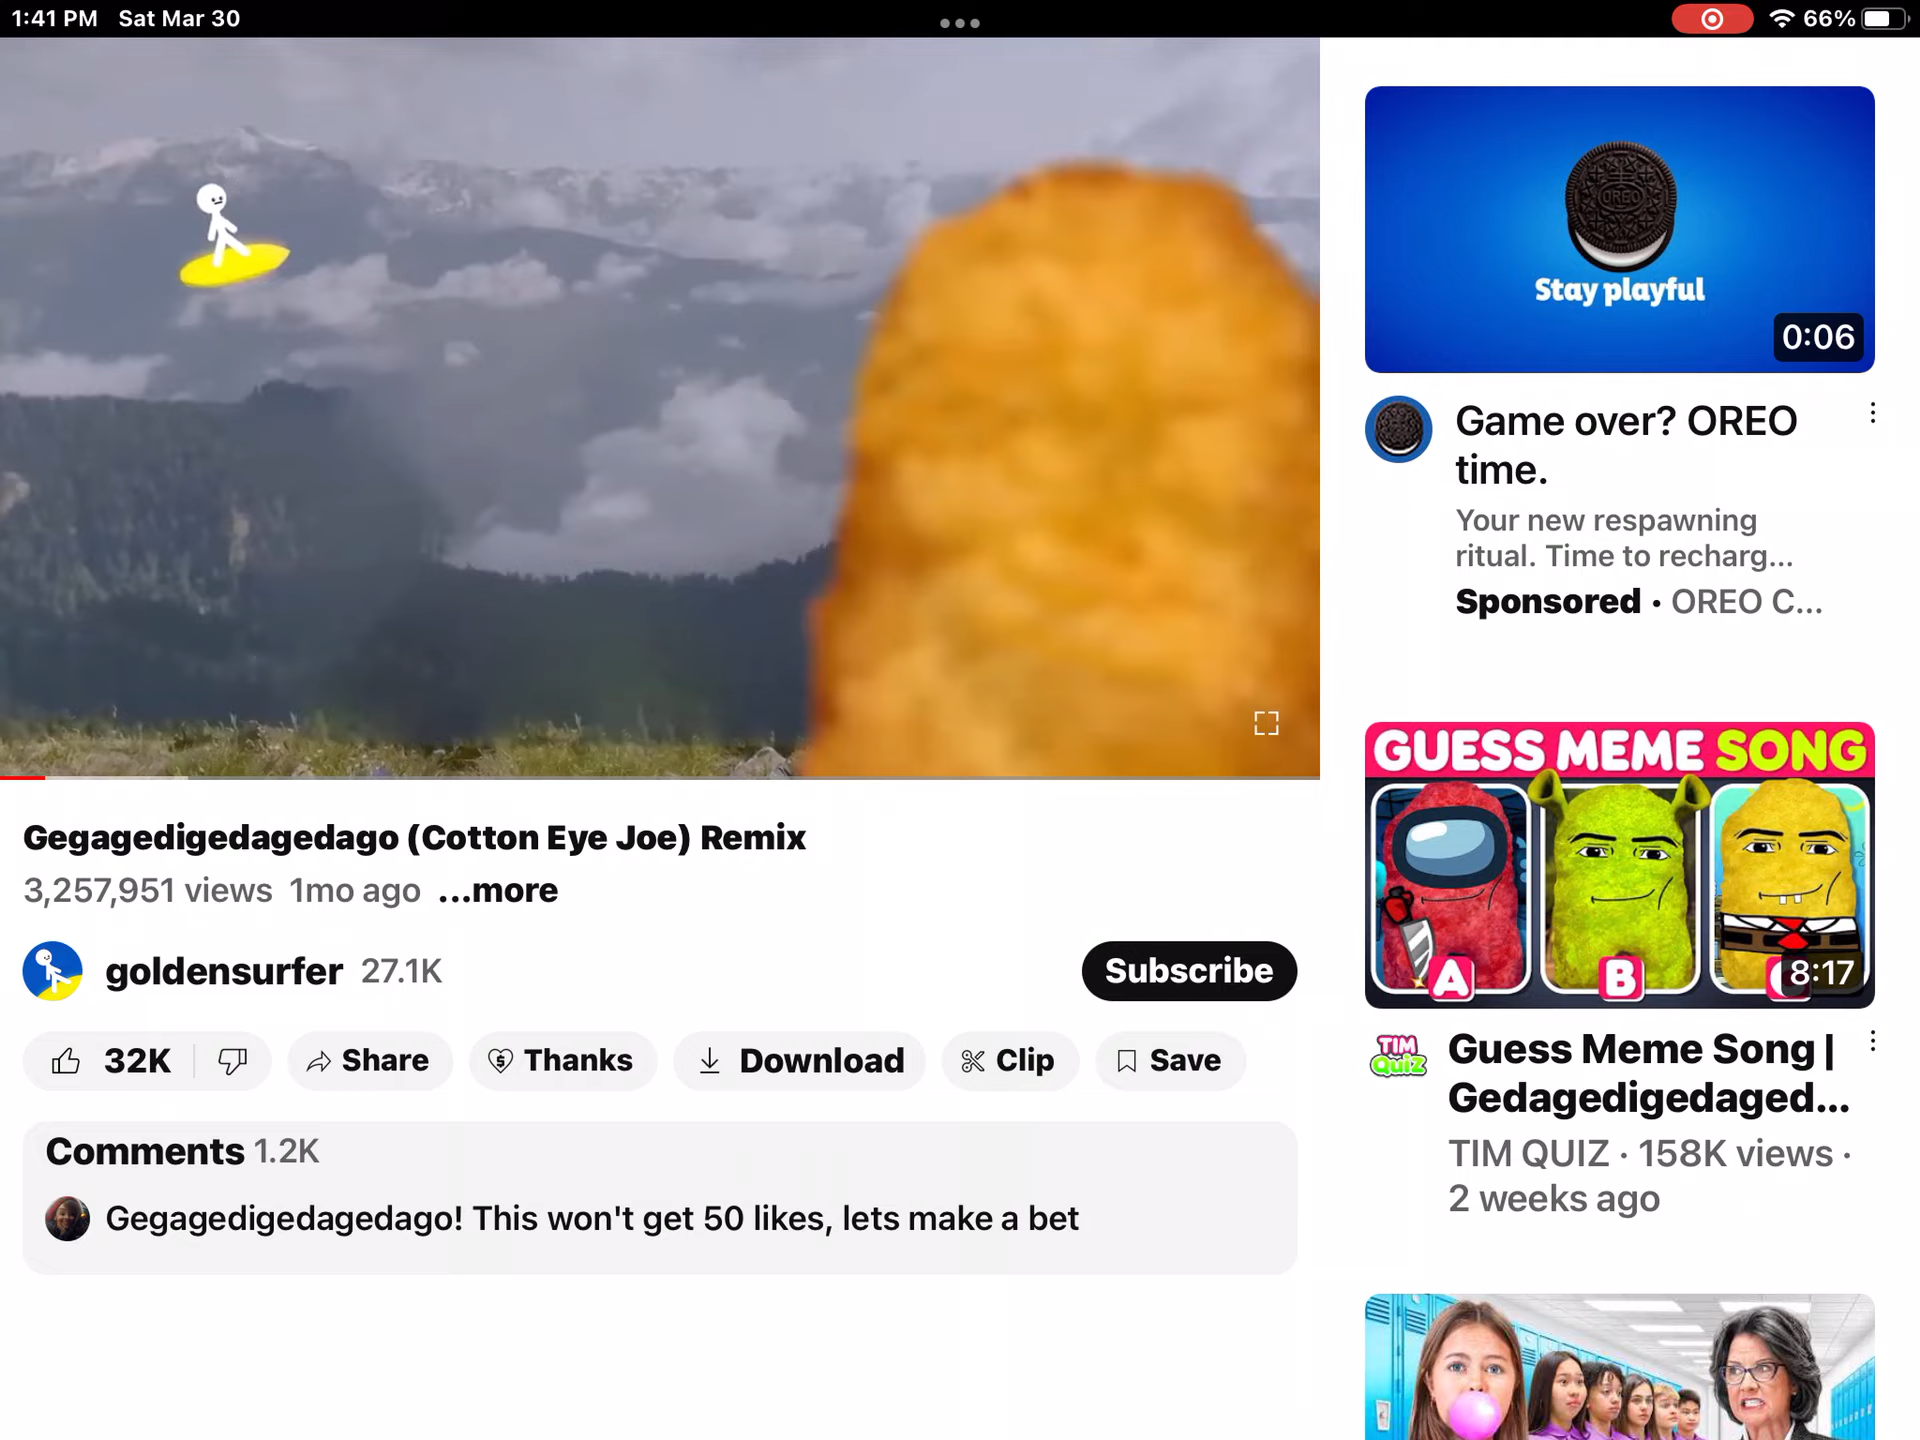 1:41 PM Sat Mar 30
66%
OREO
Stay playful
0:06
Game over? OREO
time.
Your new respawning
ritual. Time to recharg...
Sponsored • OREO C...
GUESS MEME SONG
A B
8:17
Gegagedigedagedago (Cotton Eye Joe) Remix
3,257,951 views 1mo ago ...more
goldensurfer 27.1K
Subscribe
32K Share Thanks Download Clip Save
Comments 1.2K
Gegagedigedagedago! This won't get 50 likes, lets make a bet
TIM
QUIZ
Guess Meme Song |
Gedagedigedaged...
TIM QUIZ · 158K views ·
2 weeks ago